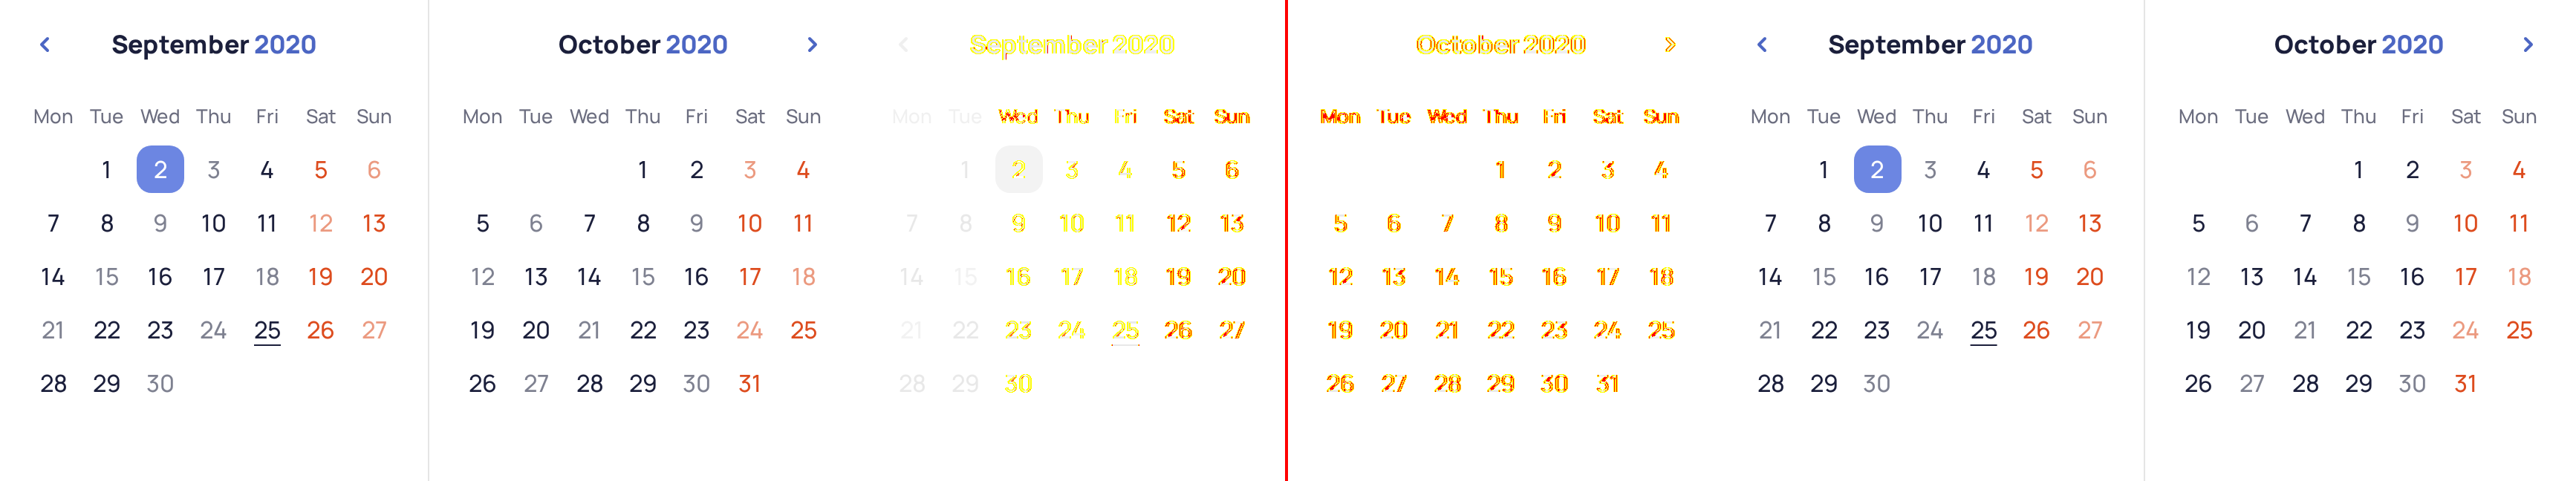 September 2020 October 2020 September 2020 October 2020 September 2020 October 2020
Mon Tue Wed Thu Fri Sat Sun Mon Tue Wed Thu Fri Sat Sun Mon Tue Wed Thu Fri Sat Sun Mon Tue Wed Thu Fri Sat Sun Mon Tue Wed Thu Fri Sat Sun Mon Tue Wed Thu Fri Sat Sun
1 2 3 4 5 6 1 2 3 4 1 2 3 4 5 6 1 2 3 4 1 2 3 4 5 6 1 2 3 4
7 8 9 10 11 12 13 5 6 7 8 9 10 11 7 8 9 10 11 12 13 5 6 7 8 9 10 11 7 8 9 10 11 12 13 5 6 7 8 9 10 11
14 15 16 17 18 19 20 12 13 14 15 16 17 18 14 15 16 17 18 19 20 12 13 14 15 16 17 18 14 15 16 17 18 19 20 12 13 14 15 16 17 18
21 22 23 24 25 26 27 19 20 21 22 23 24 25 21 22 23 24 25 26 27 19 20 21 22 23 24 25 21 22 23 24 25 26 27 19 20 21 22 23 24 25
28 29 30 26 27 28 29 30 31 28 29 30 26 27 28 29 30 31 28 29 30 26 27 28 29 30 31